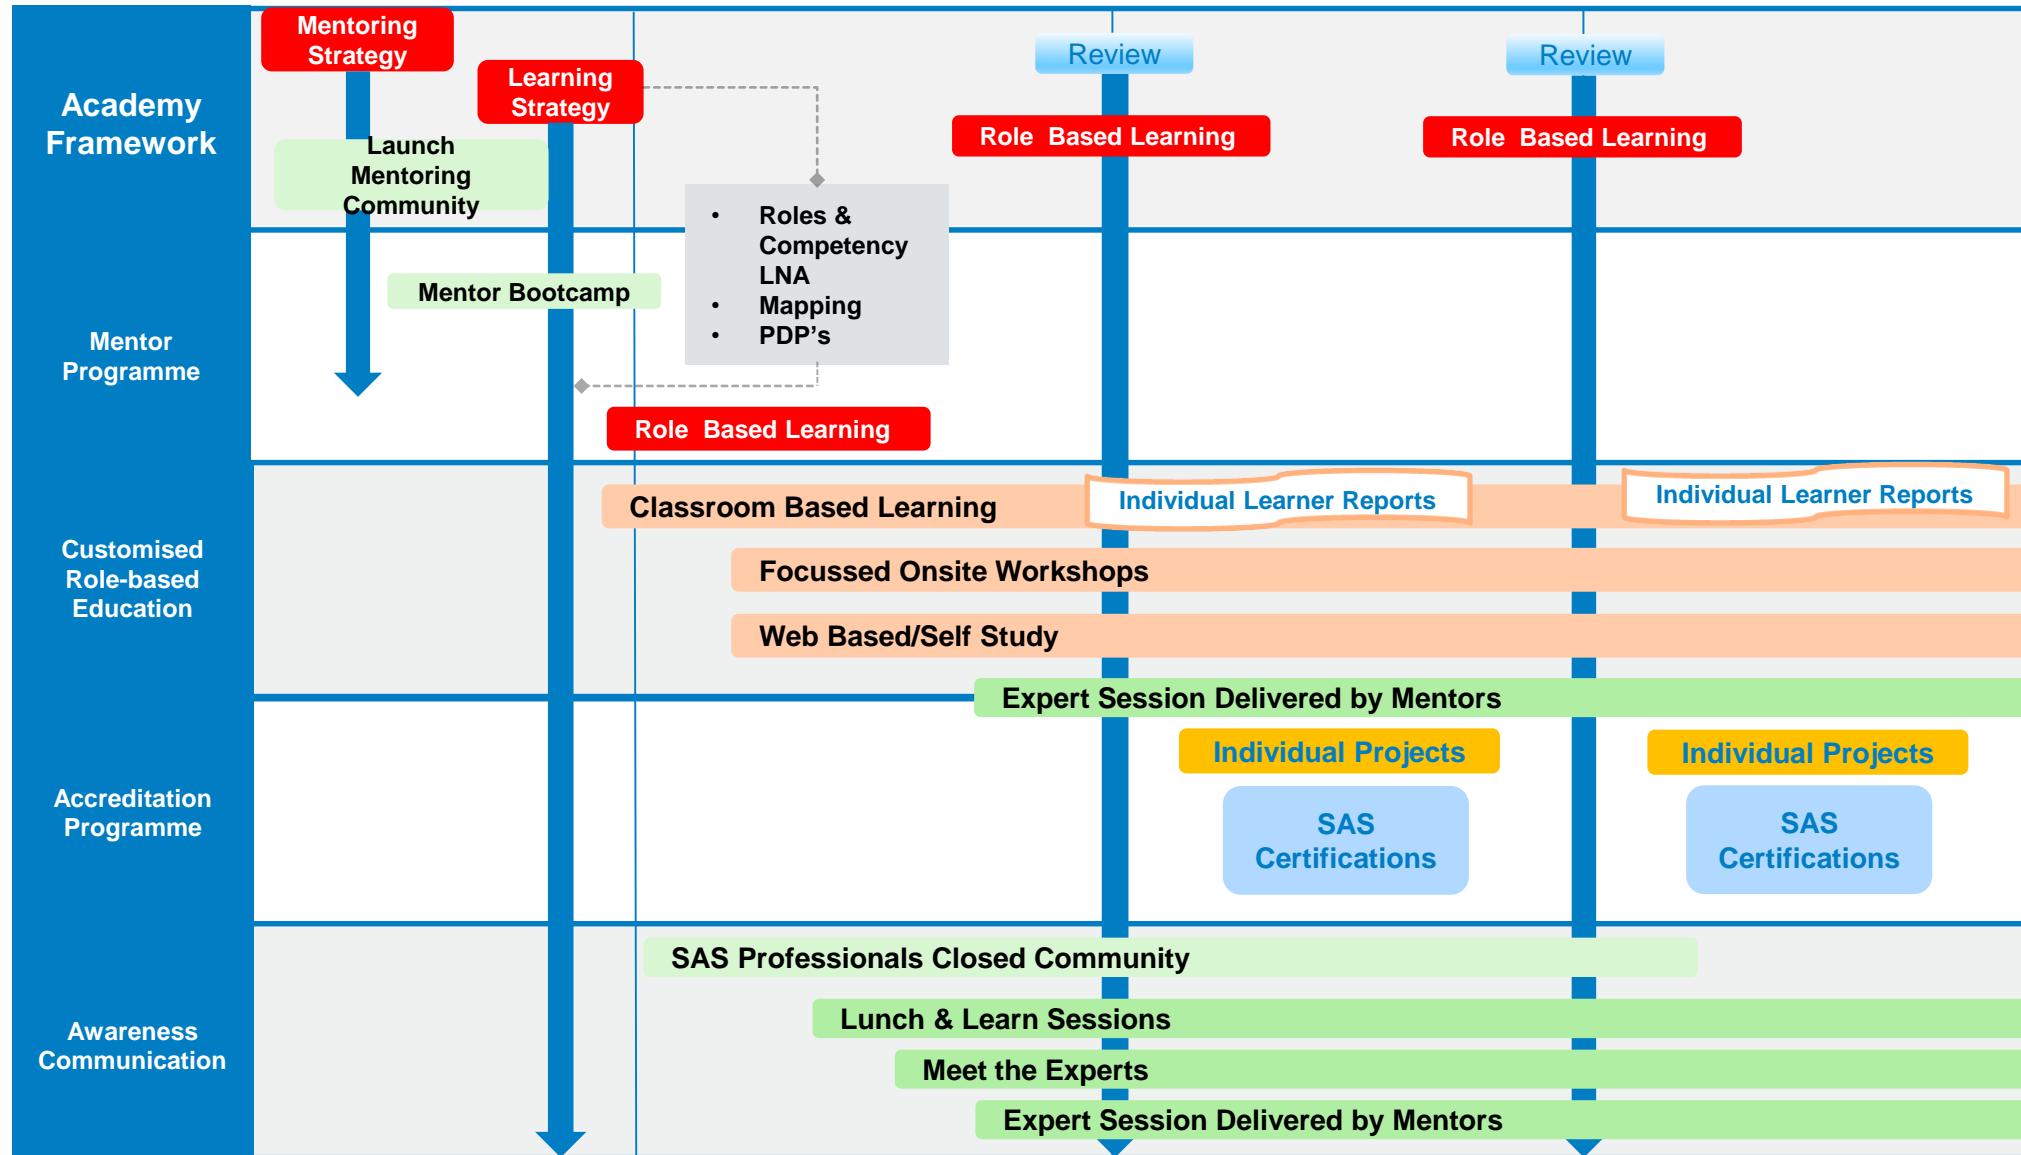 Academy
Framework
Mentoring
Strategy
Learning
Strategy
Review
Review
Role Based Learning
Role Based Learning
Launch
Mentoring
Community
• Roles &
Competency
LNA
• Mapping
• PDP’s
Mentor
Programme
Mentor Bootcamp
Role Based Learning
Customised
Role-based
Education
Classroom Based Learning
Individual Learner Reports
Individual Learner Reports
Focussed Onsite Workshops
Web Based/Self Study
Expert Session Delivered by Mentors
Accreditation
Programme
Individual Projects
Individual Projects
SAS
Certifications
SAS
Certifications
Awareness
Communication
SAS Professionals Closed Community
Lunch & Learn Sessions
Meet the Experts
Expert Session Delivered by Mentors